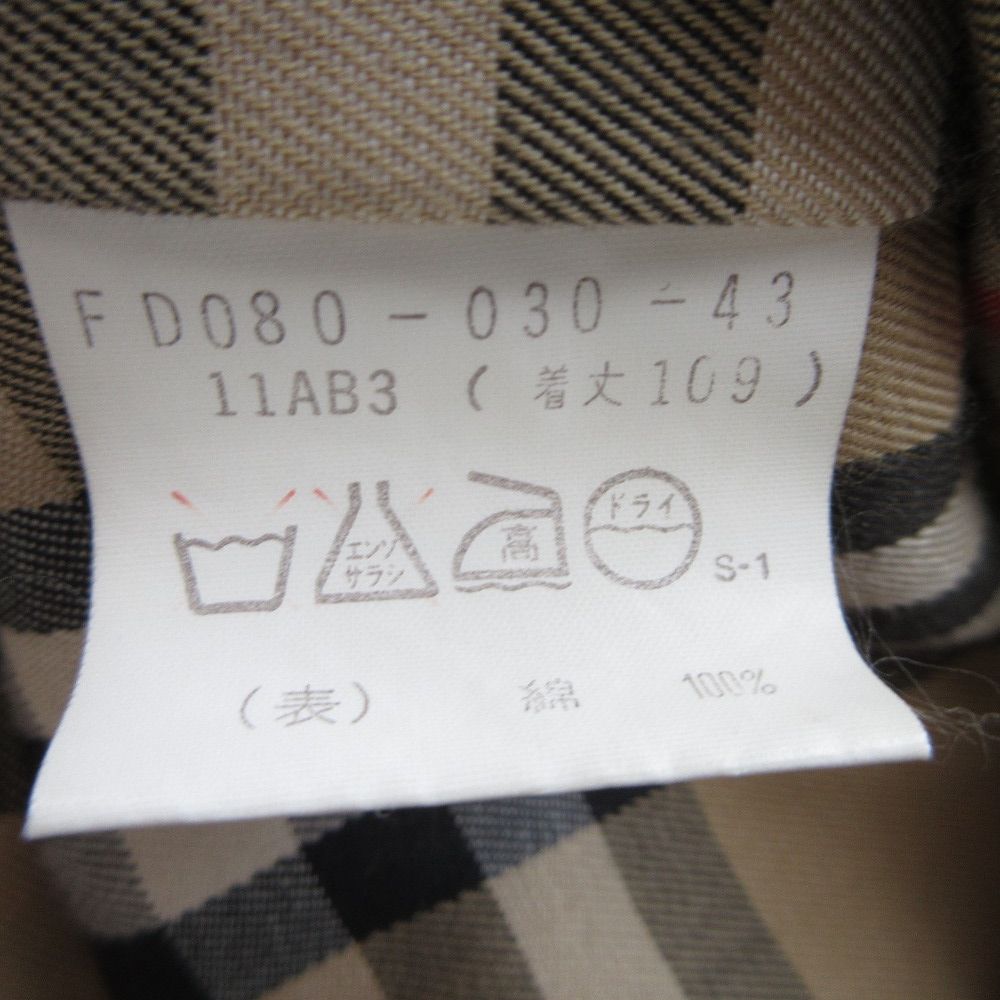 FD080-030-43
11AB3 (着丈109)
エンソ
サラシ
高
ドライ
S-1
(表) 綿 100%